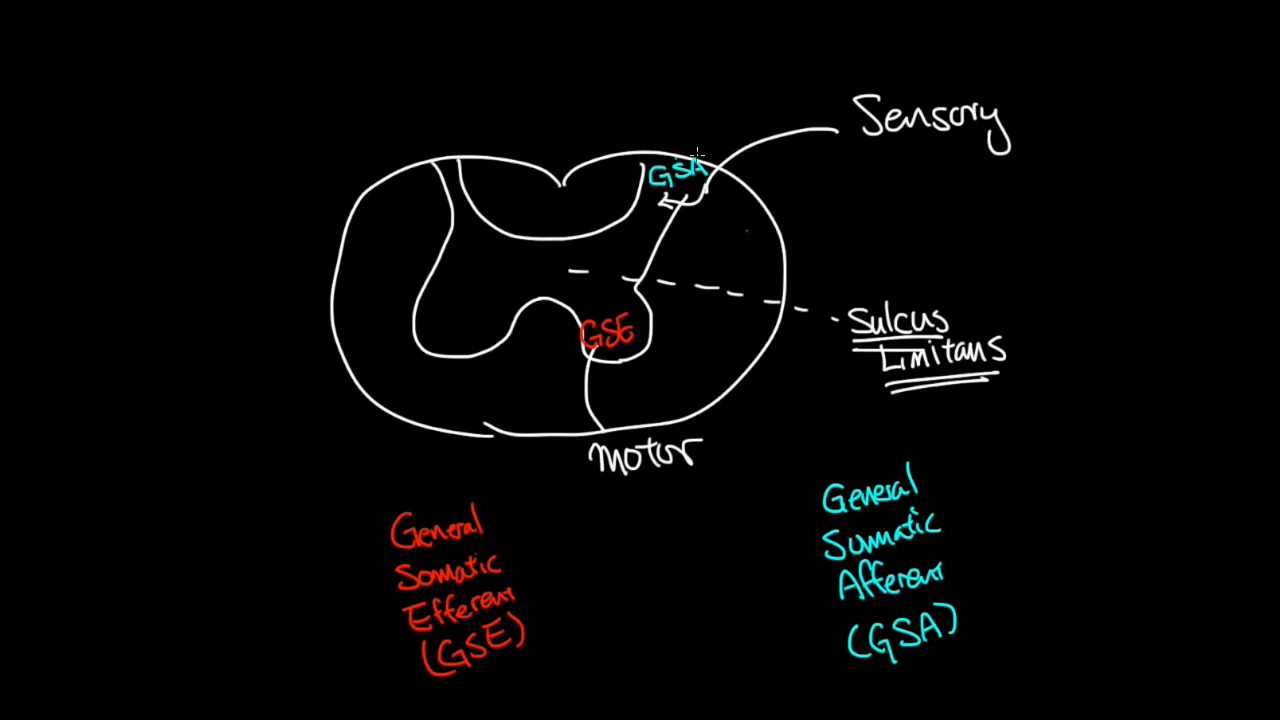 Sensory
GSA
GSE
Sulcus
Limitans
motor
General
Somatic
Efferent
(GSE)
General
Somatic
Afferent
(GSA)